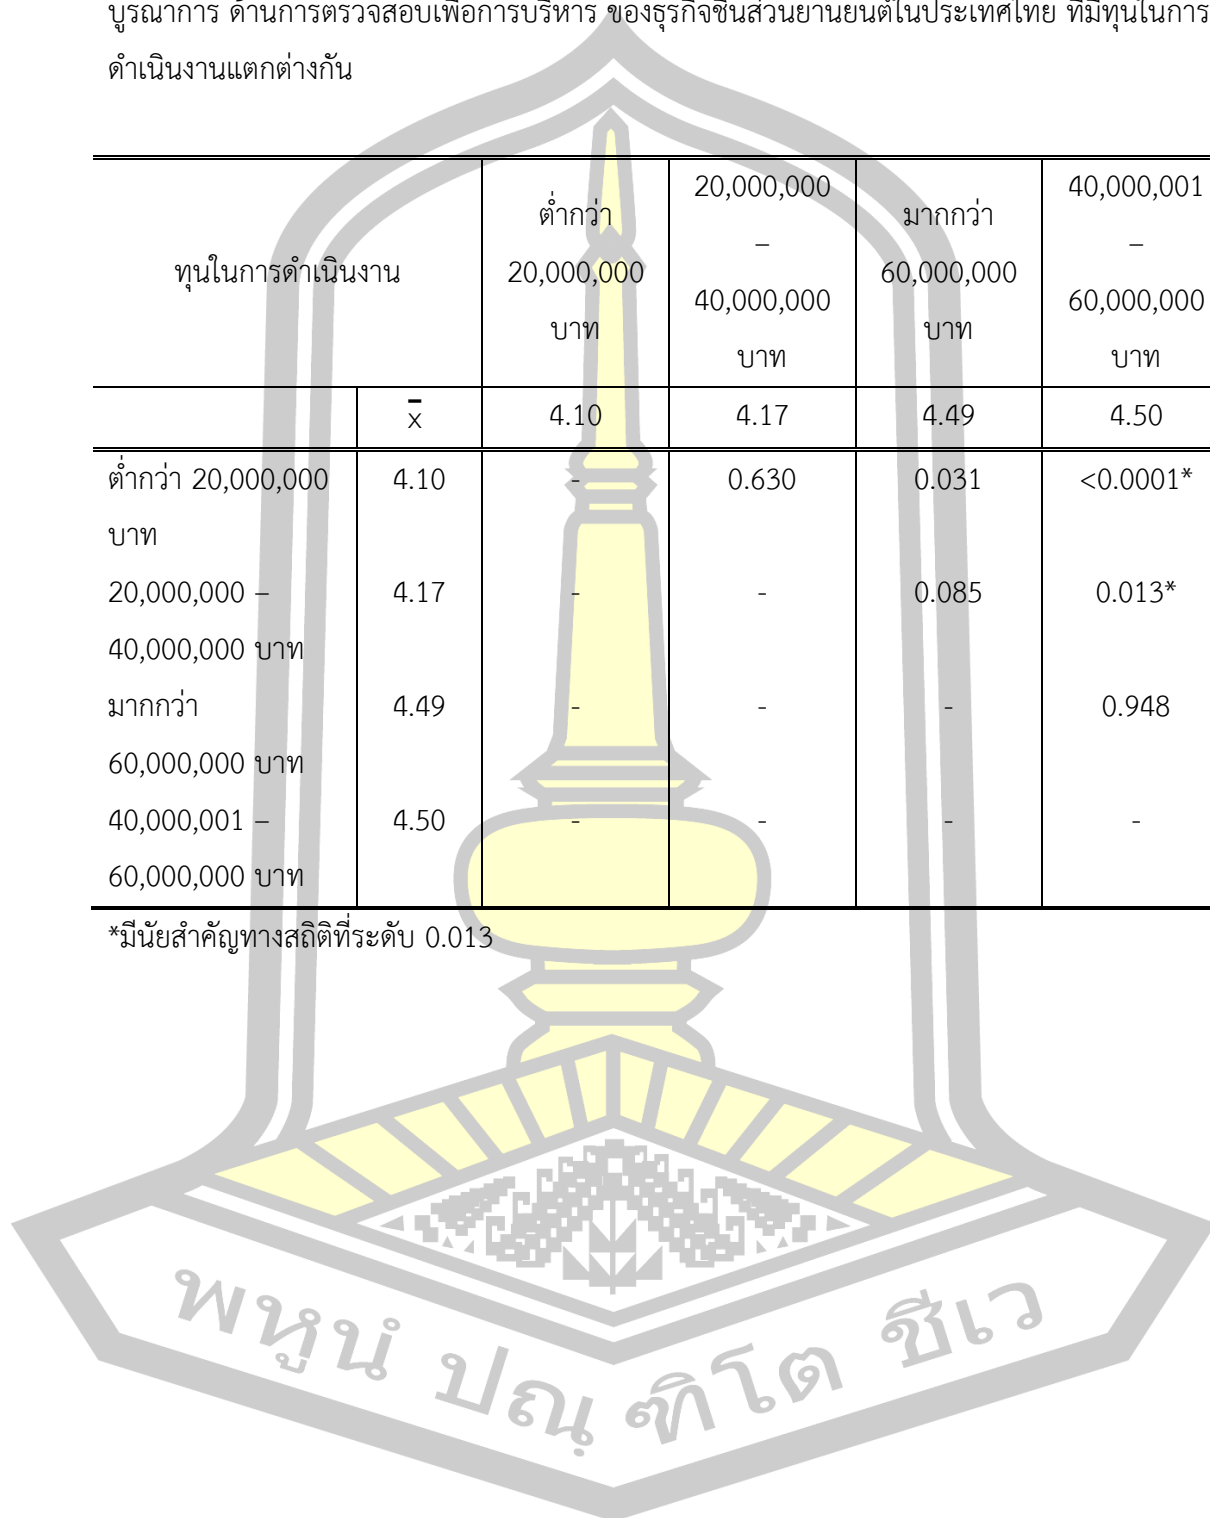 บูรณาการ ด้านการตรวจสอบเพื่อการบริหาร ของธุรกิจชิ้นส่วนยานยนต์ในประเทศไทย ที่มีทุนในการ
ดำเนินงานแตกต่างกัน
ทุนในการดำเนินงาน ต่ำกว่า 20,000,000 บาท 20,000,000 – 40,000,000 บาท มากกว่า 60,000,000 บาท 40,000,001 – 60,000,000 บาท
x̄ 4.10 4.17 4.49 4.50
ต่ำกว่า 20,000,000 4.10 - 0.630 0.031 <0.0001*
บาท
20,000,000 – 4.17 - - 0.085 0.013*
40,000,000 บาท
มากกว่า 4.49 - - - 0.948
60,000,000 บาท
40,000,001 – 4.50 - - - -
60,000,000 บาท
*มีนัยสำคัญทางสถิติที่ระดับ 0.013
พหูนํ ปณฺฑิโต ชีเว